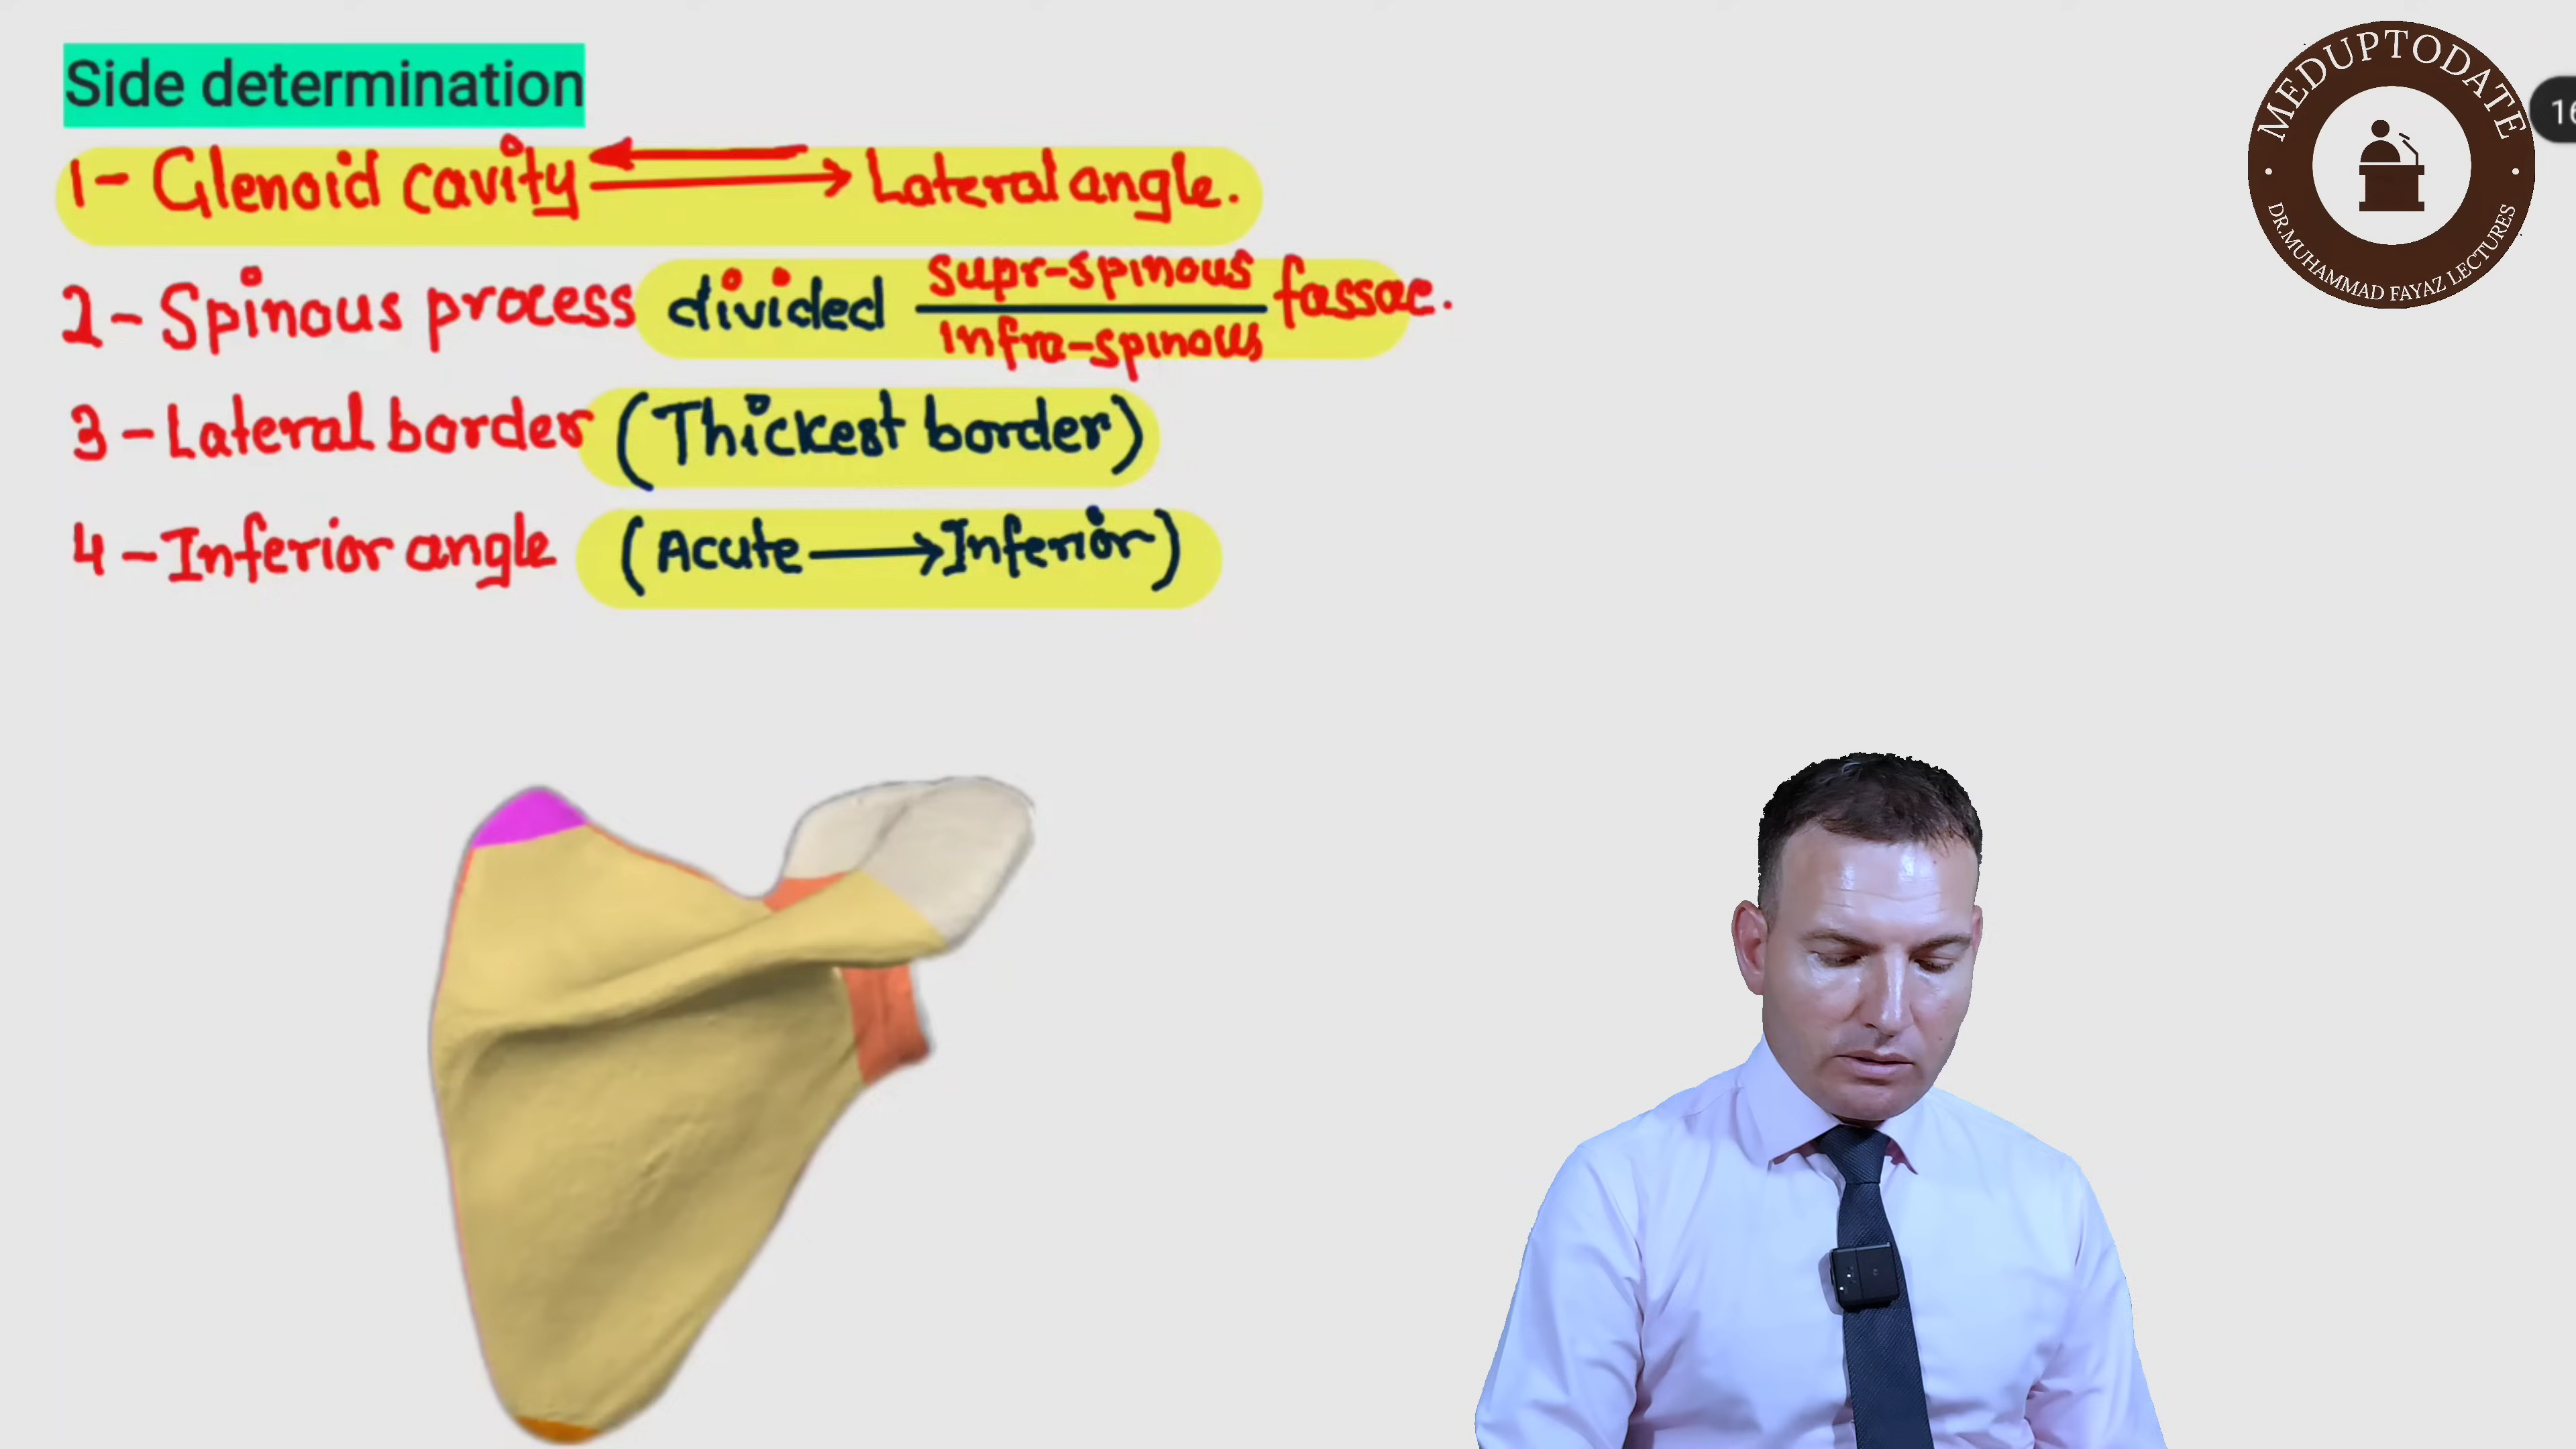 Side determination
1- Glenoid cavity ⟵⟶ Lateral angle.
2- Spinous process divided supr-spinous / infra-spinous fassae.
3- Lateral border (Thickest border)
4- Inferior angle (Acute → Inferior)
MEDUPTODATE
DR.MUHAMMAD FAYAZ LECTURES